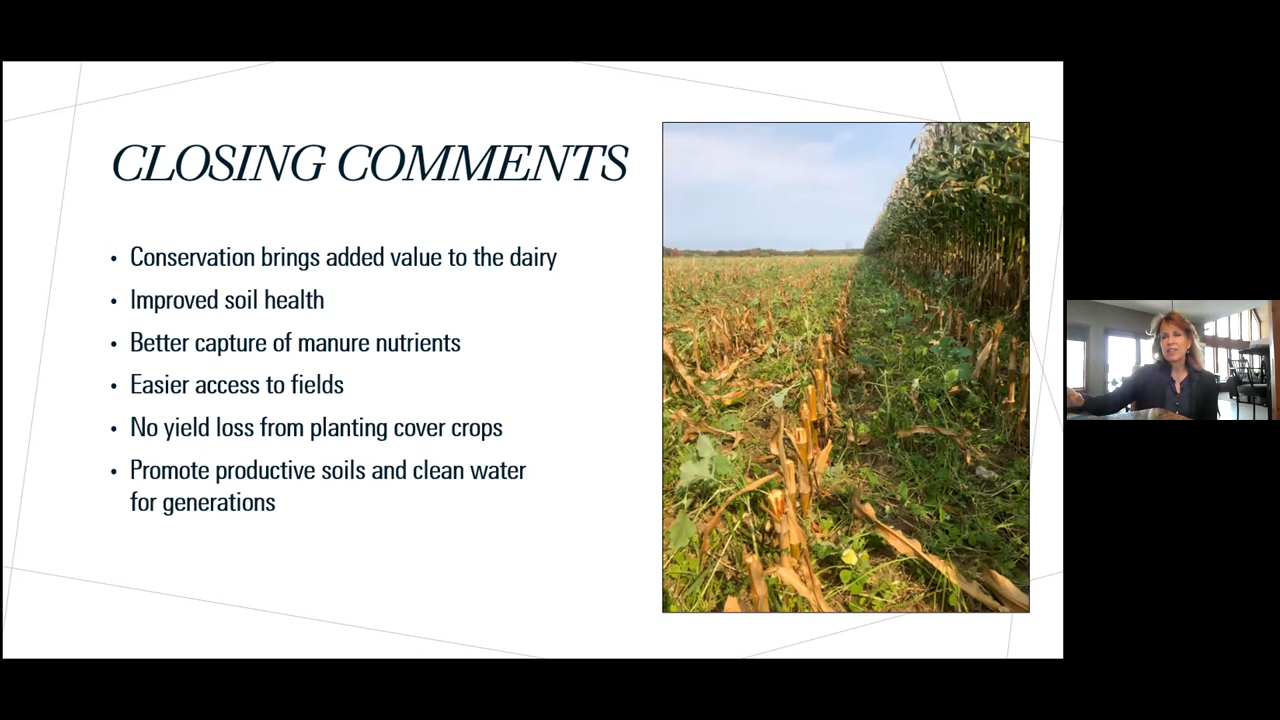 CLOSING COMMENTS
• Conservation brings added value to the dairy
• Improved soil health
• Better capture of manure nutrients
• Easier access to fields
• No yield loss from planting cover crops
• Promote productive soils and clean water
for generations